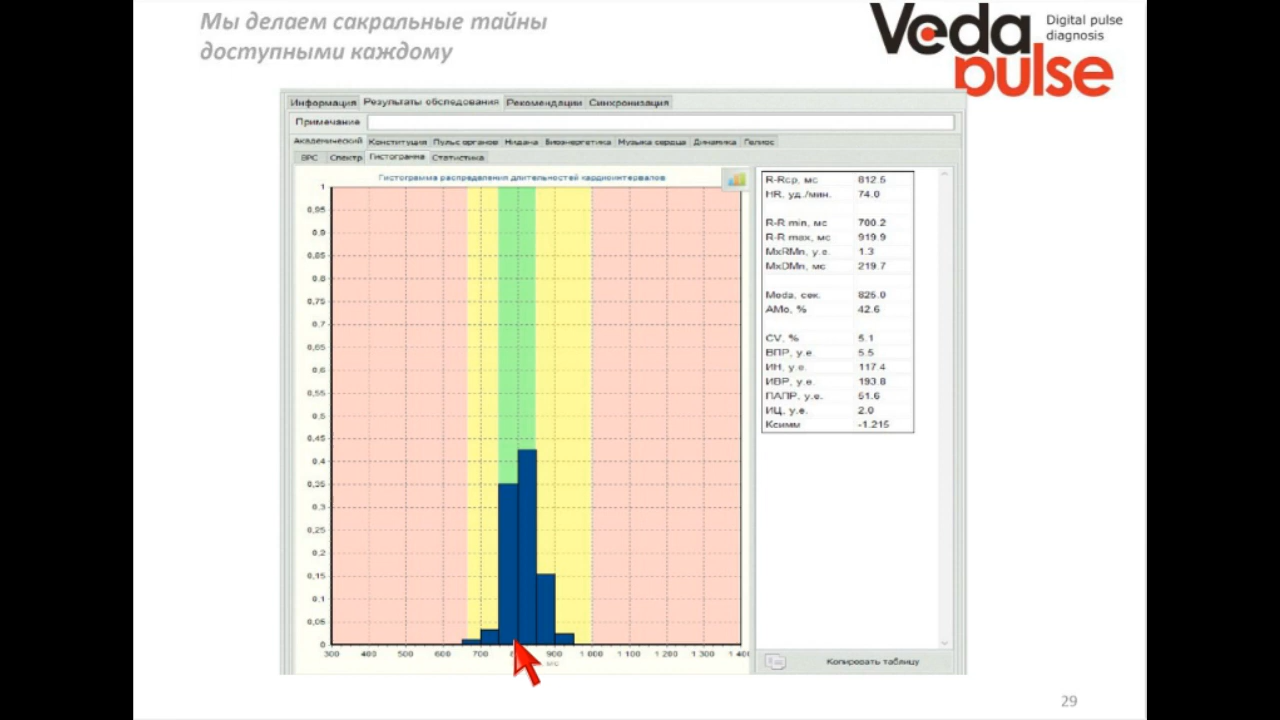 Мы делаем сакральные тайны
доступными каждому
Veda
pulse
Digital pulse
diagnosis
Информация Результаты обследования Рекомендации Синхронизация
Примечание
Академический Конституция Пульс органов Нидана Биоэнергетика Музыка сердца Динамика Гелиос
ВРС Спектр Гистограмма Статистика
Гистограмма распределения длительностей кардиоинтервалов
1
0,95
0,9
0,85
0,8
0,75
0,7
0,65
0,6
0,55
0,5
0,45
0,4
0,35
0,3
0,25
0,2
0,15
0,1
0,05
0
300 400 500 600 700 900 1 000 1 100 1 200 1 300 1 400
мс
R-Rср, мс 812.5
HR, уд./мин. 74.0
R-R min, мс 700.2
R-R max, мс 919.9
MxRMn, у.е. 1.3
MxDMn, мс 219.7
Moda, сек. 825.0
АМо, % 42.6
CV, % 5.1
ВПР, у.е. 5.5
ИН, у.е. 117.4
ИВР, у.е. 193.8
ПАПР, у.е. 51.6
ИЦ, у.е. 2.0
Ксимм -1.215
Копировать таблицу
29